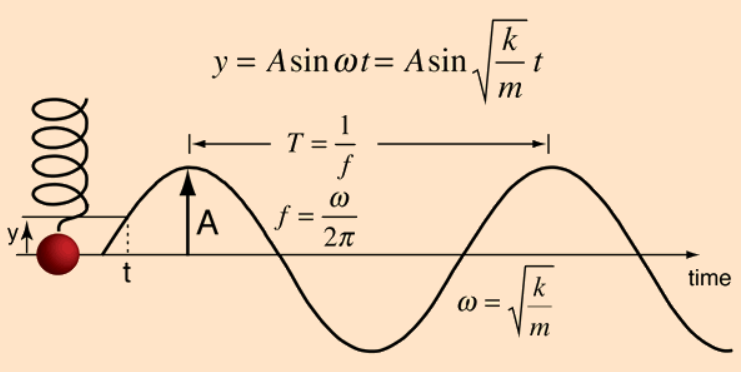 y = A sin ωt = A sin √(k/m) t
T = 1/f
A
f = ω/2π
y
t
time
ω = √(k/m)